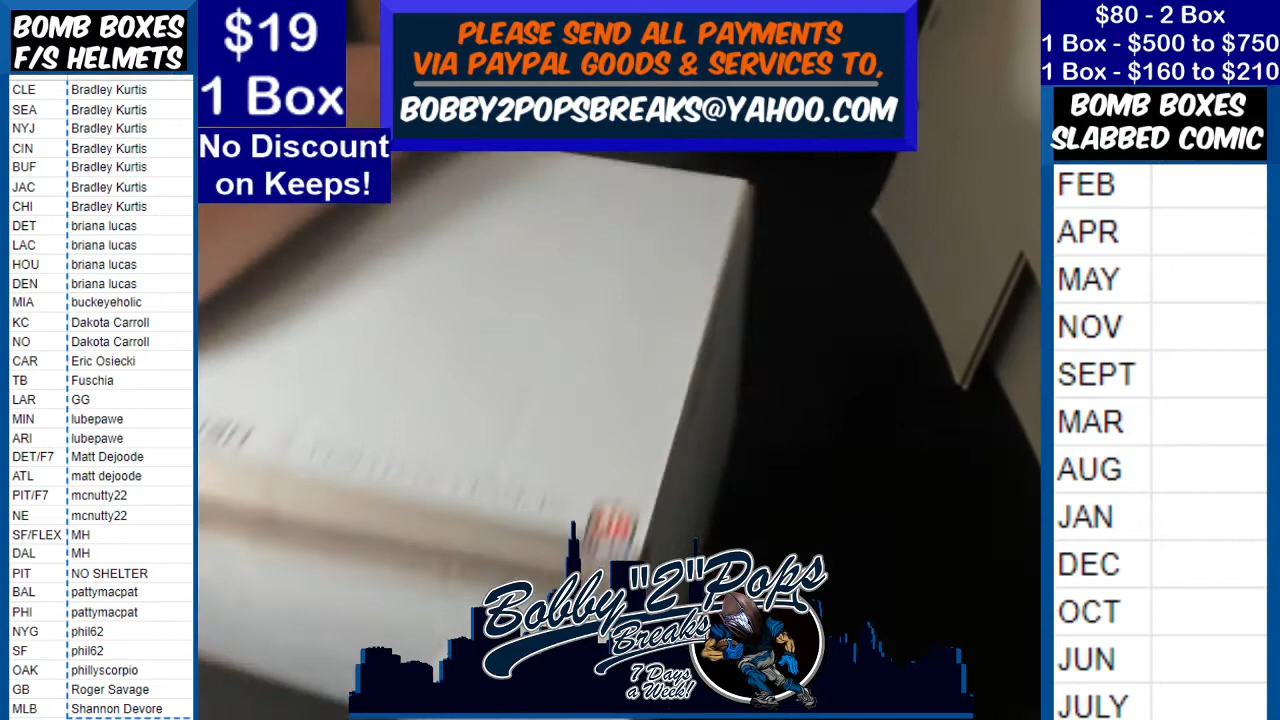 BOMB BOXES
F/S HELMETS
CLE Bradley Kurtis
SEA Bradley Kurtis
NYJ Bradley Kurtis
CIN Bradley Kurtis
BUF Bradley Kurtis
JAC Bradley Kurtis
CHI Bradley Kurtis
DET briana lucas
LAC briana lucas
HOU briana lucas
DEN briana lucas
MIA buckeyeholic
KC Dakota Carroll
NO Dakota Carroll
CAR Eric Osiecki
TB Fuschia
LAR GG
MIN lubepawe
ARI lubepawe
DET/F7 Matt Dejoode
ATL matt dejoode
PIT/F7 mcnutty22
NE mcnutty22
SF/FLEX MH
DAL MH
PIT NO SHELTER
BAL pattymacpat
PHI pattymacpat
NYG phil62
SF phil62
OAK phillyscorpio
GB Roger Savage
MLB Shannon Devore
$19
1 Box
No Discount
on Keeps!
PLEASE SEND ALL PAYMENTS
VIA PAYPAL GOODS & SERVICES TO,
BOBBY2POPSBREAKS@YAHOO.COM
Bobby "2" Pops
Breaks
7 Days
a Week!
$80 - 2 Box
1 Box - $500 to $750
1 Box - $160 to $210
BOMB BOXES
SLABBED COMIC
FEB
APR
MAY
NOV
SEPT
MAR
AUG
JAN
DEC
OCT
JUN
JULY